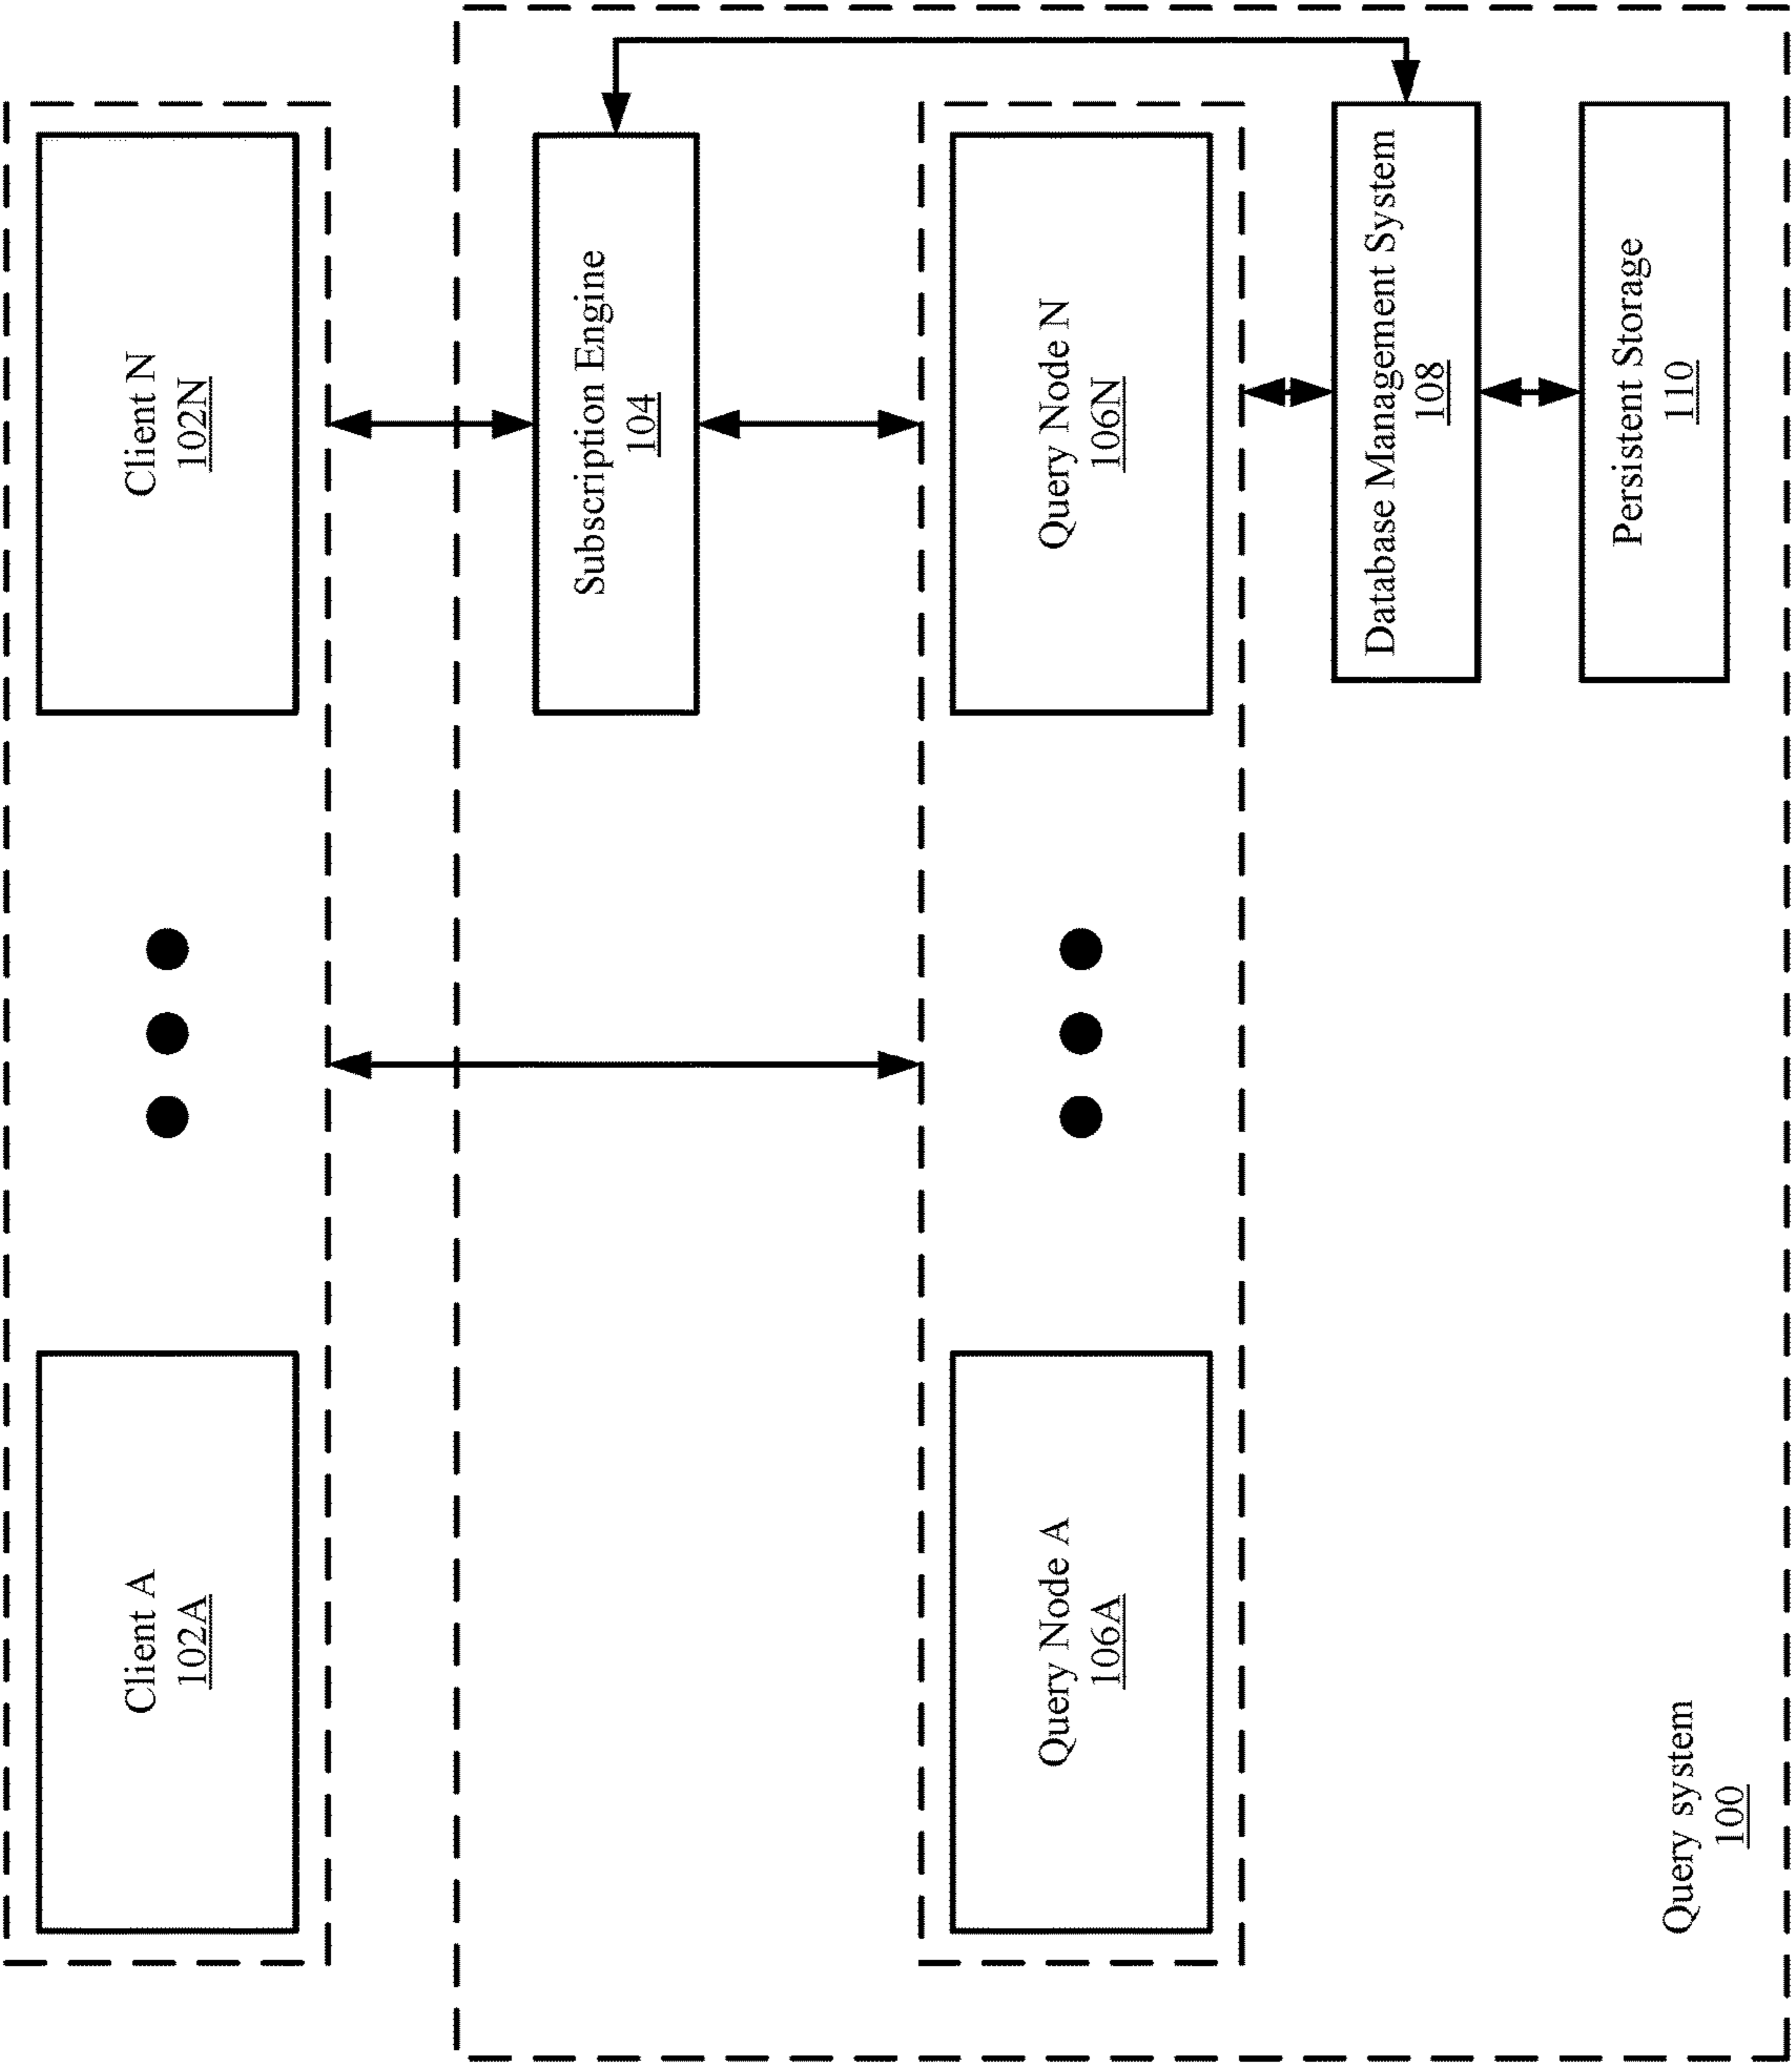 Client A
102A
Client N
102N
Subscription Engine
104
Query Node A
106A
Query Node N
106N
Database Management System
108
Persistent Storage
110
Query system
100